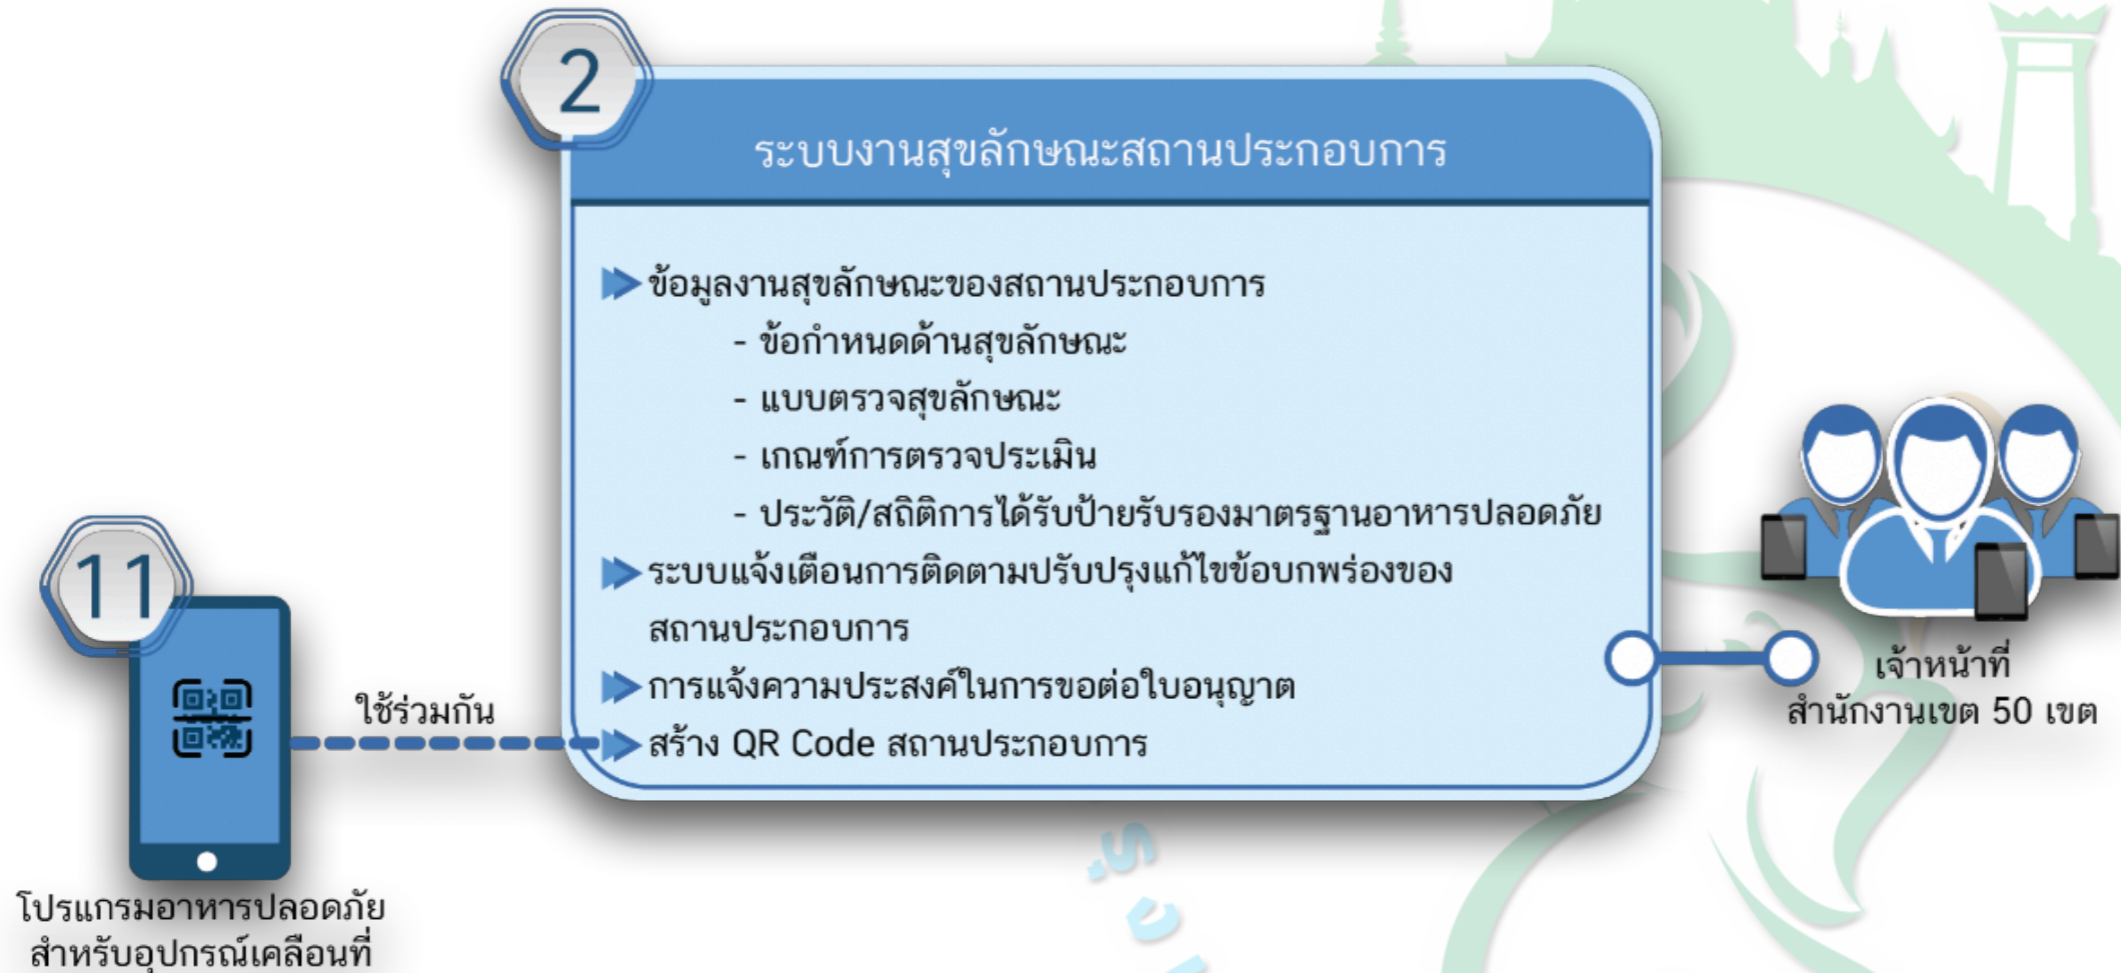 2
ระบบงานสุขลักษณะสถานประกอบการ
ข้อมูลงานสุขลักษณะของสถานประกอบการ
- ข้อกำหนดด้านสุขลักษณะ
- แบบตรวจสุขลักษณะ
- เกณฑ์การตรวจประเมิน
- ประวัติ/สถิติการได้รับป้ายรับรองมาตรฐานอาหารปลอดภัย
ระบบแจ้งเตือนการติดตามปรับปรุงแก้ไขข้อบกพร่องของ
สถานประกอบการ
การแจ้งความประสงค์ในการขอต่อใบอนุญาต
สร้าง QR Code สถานประกอบการ
11
ใช้ร่วมกัน
โปรแกรมอาหารปลอดภัย
สำหรับอุปกรณ์เคลื่อนที่
เจ้าหน้าที่
สำนักงานเขต 50 เขต